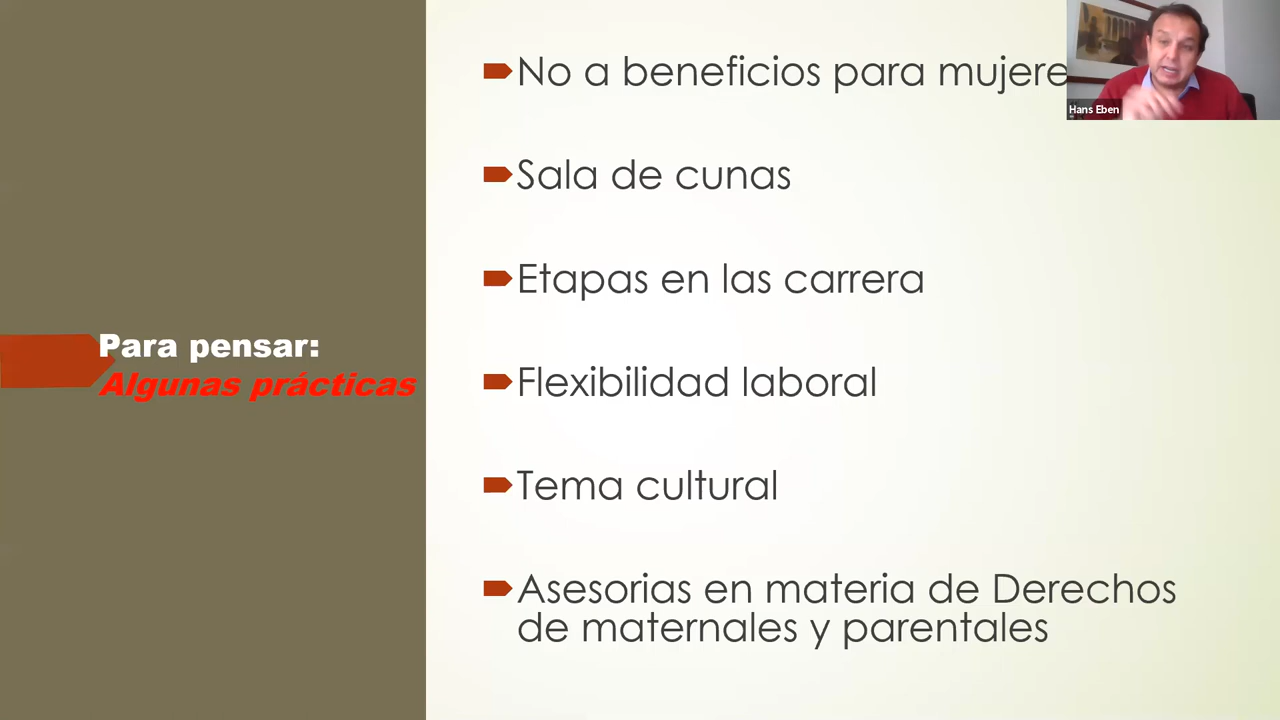 No a beneficios para mujere
Hans Eben
Sala de cunas
Etapas en las carrera
Para pensar:
Algunas prácticas
Flexibilidad laboral
Tema cultural
Asesorias en materia de Derechos
de maternales y parentales